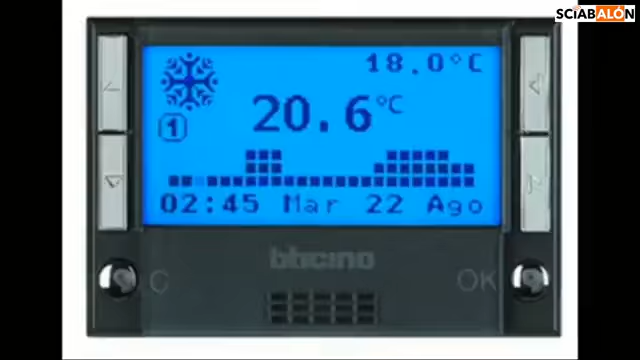 SCIABALÓN
18.0°C
20.6°C
1
02:45 Mar 22 Ago
bticino
C OK